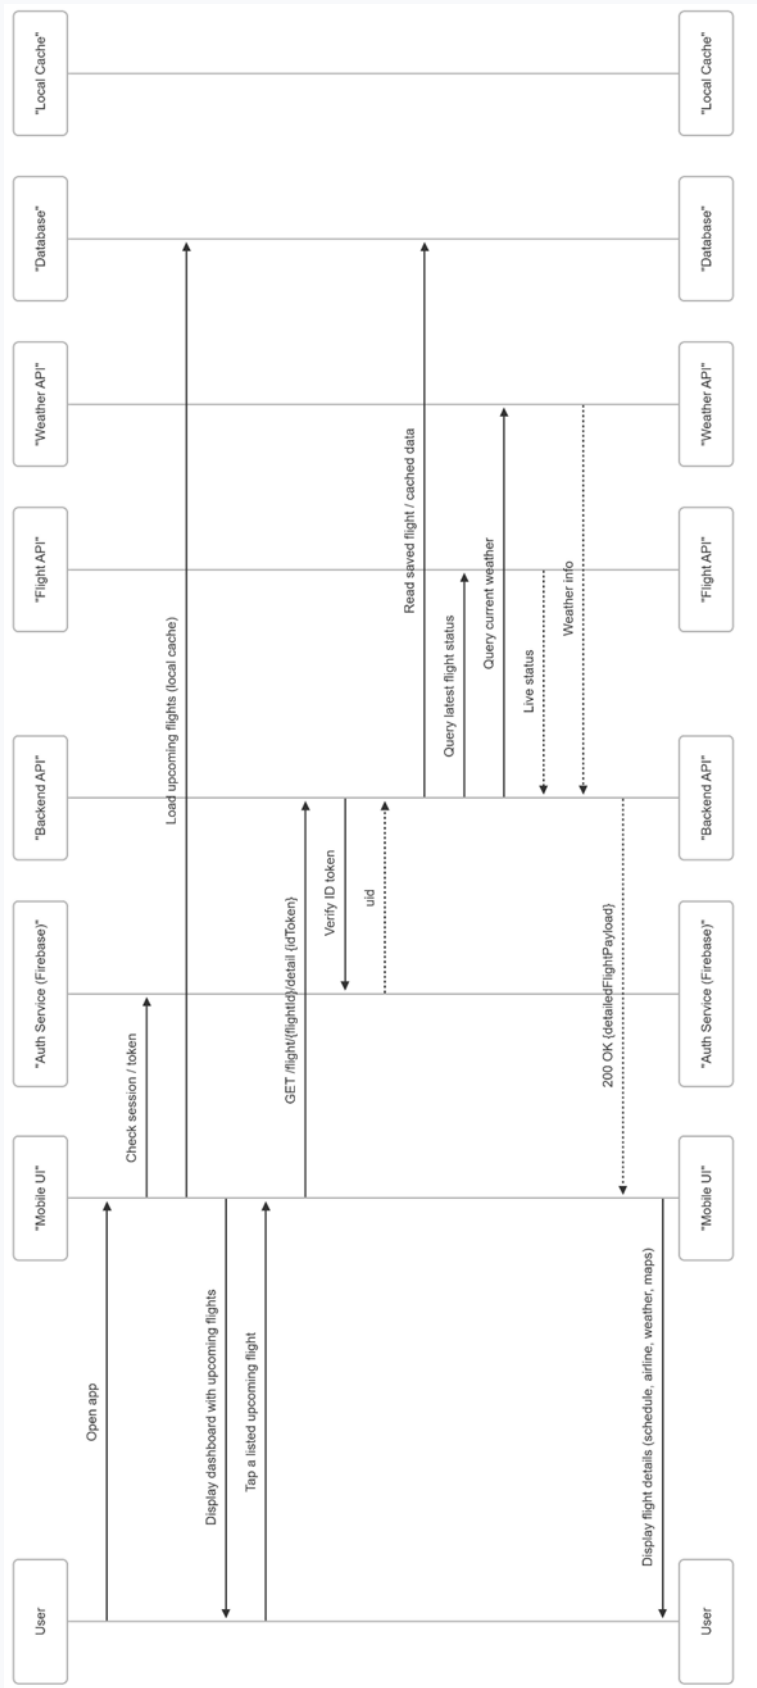 User
"Mobile UI"
"Auth Service (Firebase)"
"Backend API"
"Flight API"
"Weather API"
"Database"
"Local Cache"
Open app
Check session / token
Load upcoming flights (local cache)
Display dashboard with upcoming flights
Tap a listed upcoming flight
GET /flight/{flightId}/detail {idToken}
Verify ID token
uid
Read saved flight / cached data
Query latest flight status
Query current weather
Live status
Weather info
200 OK {detailedFlightPayload}
Display flight details (schedule, airline, weather, maps)
User
"Mobile UI"
"Auth Service (Firebase)"
"Backend API"
"Flight API"
"Weather API"
"Database"
"Local Cache"